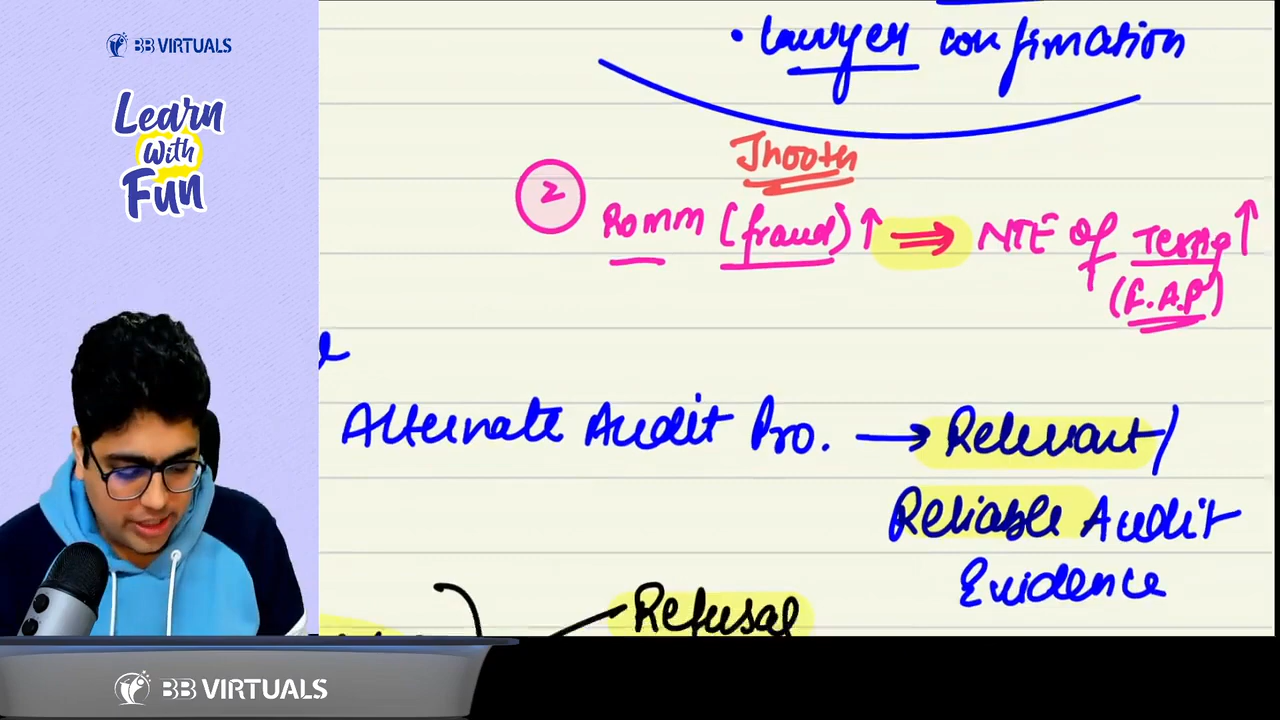 BB VIRTUALS
Learn
With
Fun
• Lawyer confirmation
Jhooth
2
RoMM (fraud) ↑ ⇒ NTE of Testing ↑
(F.A.P)
Alternate Audit Pro. → Relevant/
Reliable Audit
Evidence
Refusal
BB VIRTUALS